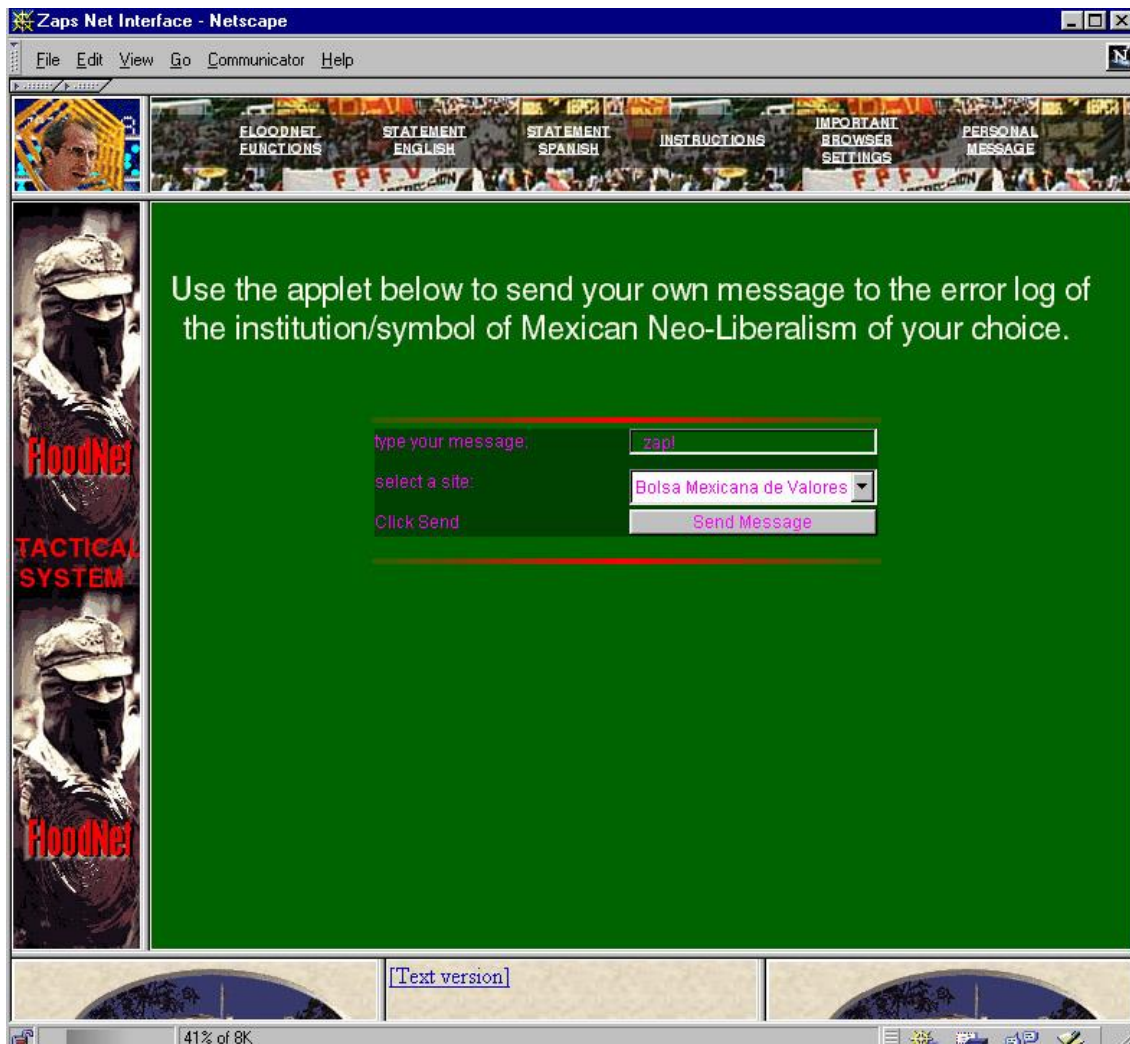 Zaps Net Interface - Netscape
File Edit View Go Communicator Help
N
FLOODNET FUNCTIONS
STATEMENT ENGLISH
STATEMENT SPANISH
INSTRUCTIONS
IMPORTANT BROWSER SETTINGS
PERSONAL MESSAGE
F P F V
F P F V
Use the applet below to send your own message to the error log of
the institution/symbol of Mexican Neo-Liberalism of your choice.
type your message: zap!
select a site: Bolsa Mexicana de Valores
Click Send Send Message
FloodNet
TACTICAL
SYSTEM
FloodNet
[Text version]
41% of 8K